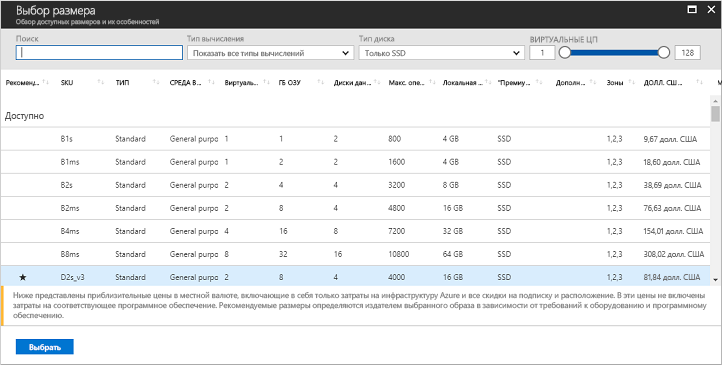 Выбор размера
Обзор доступных размеров и их особенностей
Поиск Тип вычисления Тип диска ВИРТУАЛЬНЫЕ ЦП
Показать все типы вычислений Только SSD 1 128
Рекоменд... SKU ТИП СРЕДА В... Виртуаль... ГБ ОЗУ Диски дан... Макс. опе... Локальная ... "Премиу... Дополн... Зоны ДОЛЛ. СШ...
Доступно
B1s Standard General purpo 1 1 2 800 4 GB SSD 1,2,3 9,67 долл. США
B1ms Standard General purpo 1 2 2 1600 4 GB SSD 1,2,3 18,60 долл. США
B2s Standard General purpo 2 4 4 3200 8 GB SSD 1,2,3 38,69 долл. США
B2ms Standard General purpo 2 8 4 4800 16 GB SSD 1,2,3 76,63 долл. США
B4ms Standard General purpo 4 16 8 7200 32 GB SSD 1,2,3 154,01 долл. США
B8ms Standard General purpo 8 32 16 10800 64 GB SSD 1,2,3 308,02 долл. США
★ D2s_v3 Standard General purpo 2 8 4 4000 16 GB SSD 1,2,3 81,84 долл. США
Ниже представлены приблизительные цены в местной валюте, включающие в себя только затраты на инфраструктуру Azure и все скидки на подписку и расположение. В эти цены не включены
затраты на соответствующее программное обеспечение. Рекомендуемые размеры определяются издателем выбранного образа в зависимости от требований к оборудованию и программному
обеспечению.
Выбрать